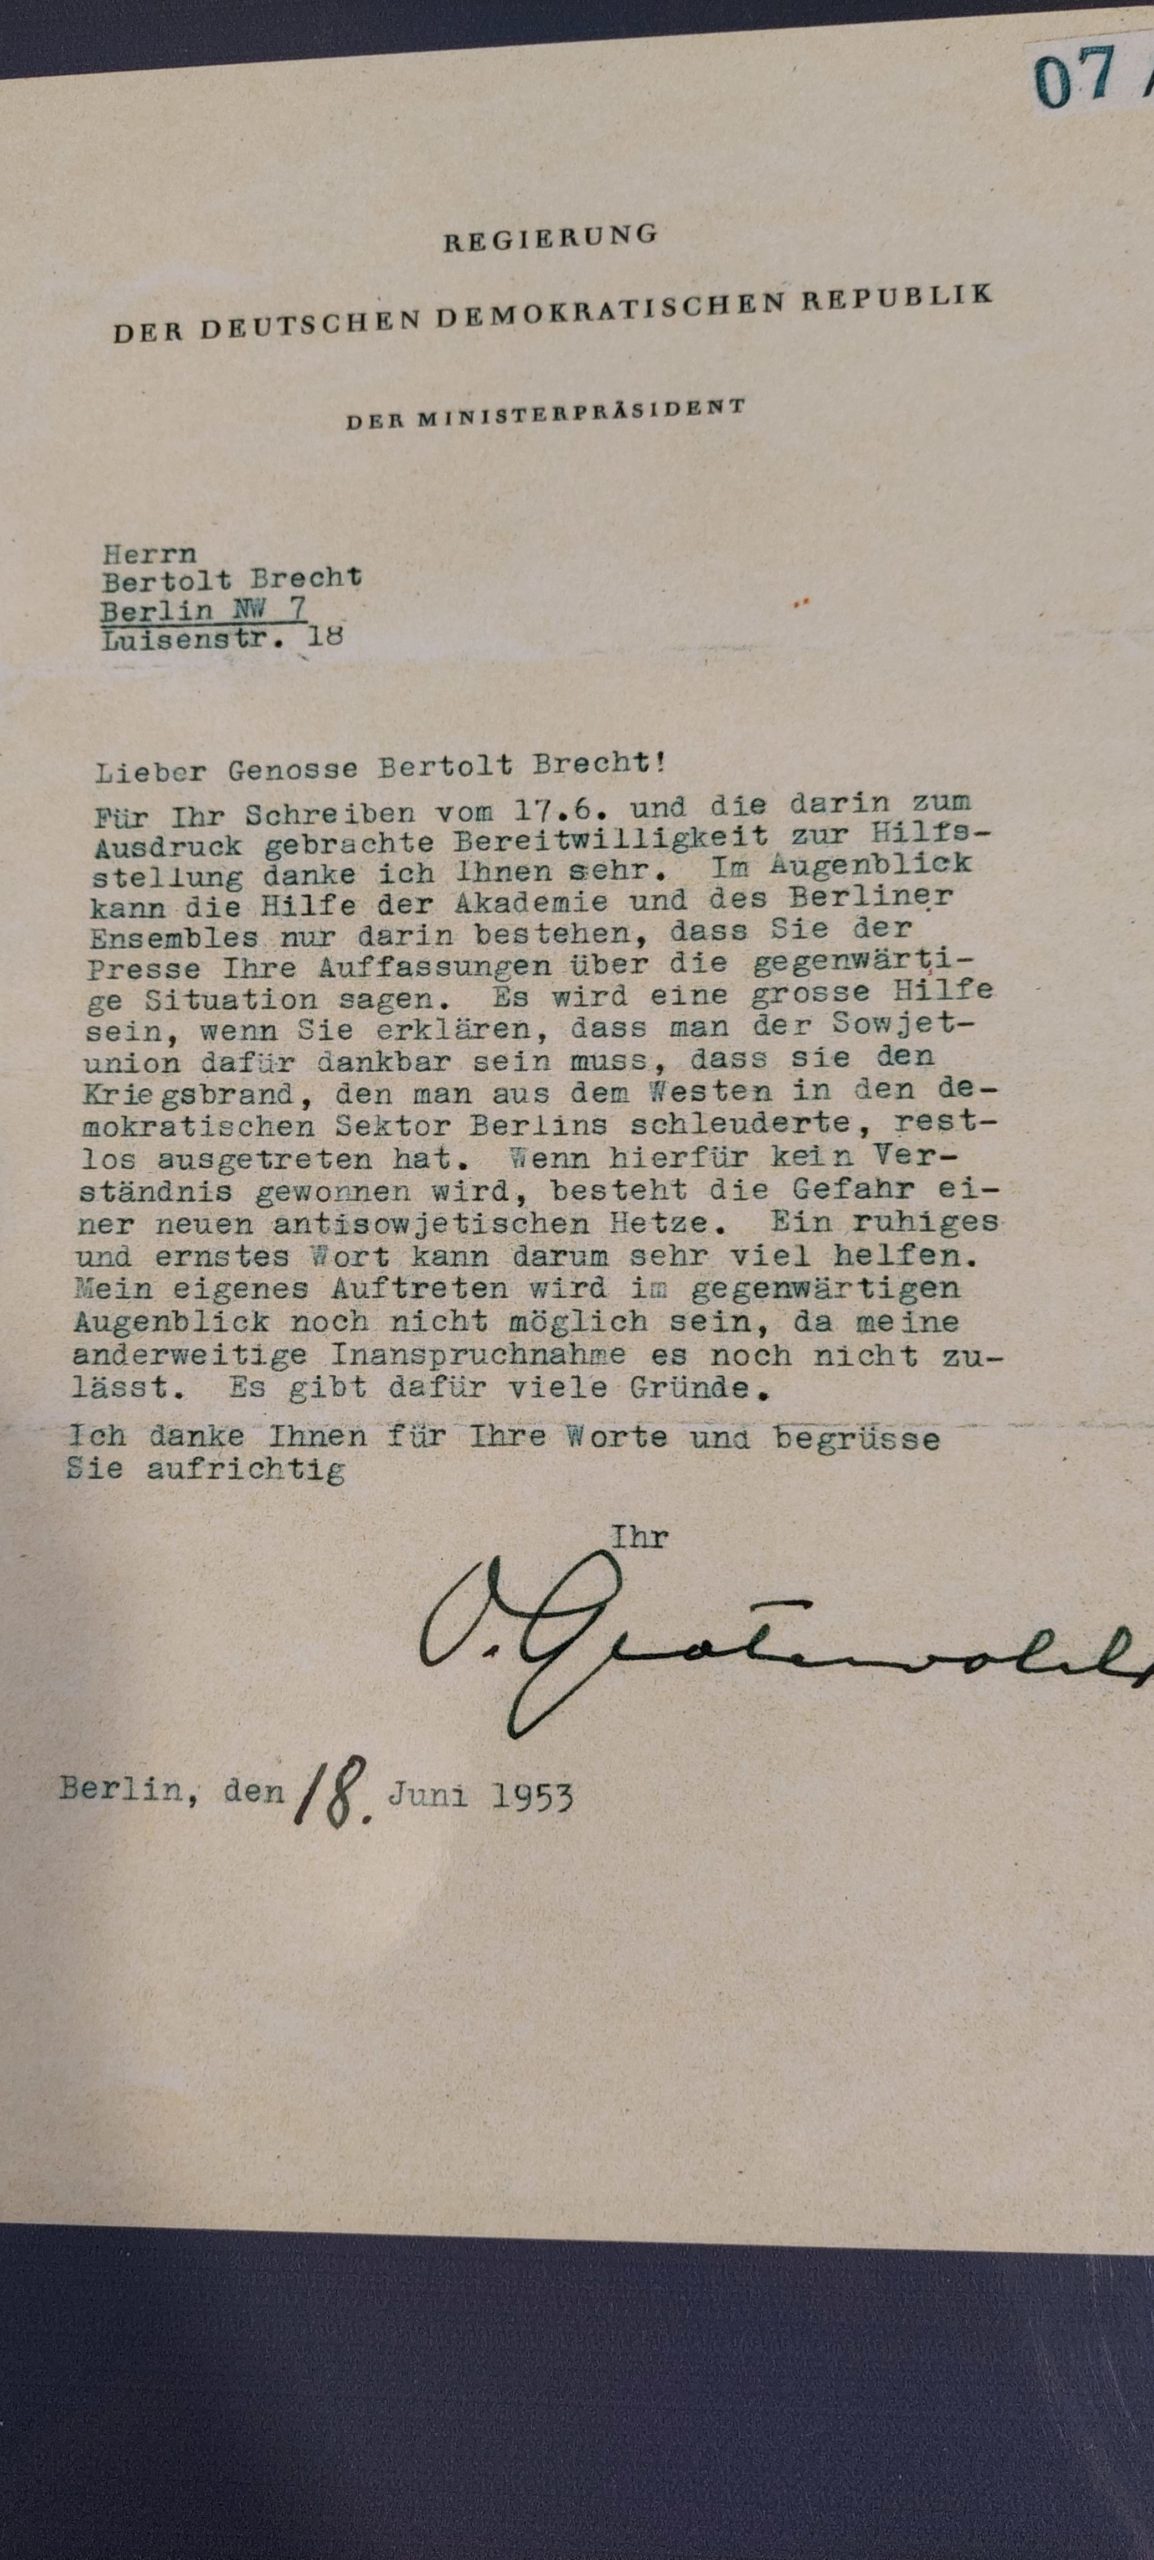 07
REGIERUNG
DER DEUTSCHEN DEMOKRATISCHEN REPUBLIK
DER MINISTERPRÄSIDENT
Herrn
Bertolt Brecht
Berlin NW 7
Luisenstr. 18
Lieber Genosse Bertolt Brecht!
Für Ihr Schreiben vom 17.6. und die darin zum
Ausdruck gebrachte Bereitwilligkeit zur Hilfs-
stellung danke ich Ihnen sehr. Im Augenblick
kann die Hilfe der Akademie und des Berliner
Ensembles nur darin bestehen, dass Sie der
Presse Ihre Auffassungen über die gegenwärti-
ge Situation sagen. Es wird eine grosse Hilfe
sein, wenn Sie erklären, dass man der Sowjet-
union dafür dankbar sein muss, dass sie den
Kriegsbrand, den man aus dem Westen in den de-
mokratischen Sektor Berlins schleuderte, rest-
los ausgetreten hat. Wenn hierfür kein Ver-
ständnis gewonnen wird, besteht die Gefahr ei-
ner neuen antisowjetischen Hetze. Ein ruhiges
und ernstes Wort kann darum sehr viel helfen.
Mein eigenes Auftreten wird im gegenwärtigen
Augenblick noch nicht möglich sein, da meine
anderweitige Inanspruchnahme es noch nicht zu-
lässt. Es gibt dafür viele Gründe.
Ich danke Ihnen für Ihre Worte und begrüsse
Sie aufrichtig
Ihr
O. Grotewohl
Berlin, den 18. Juni 1953